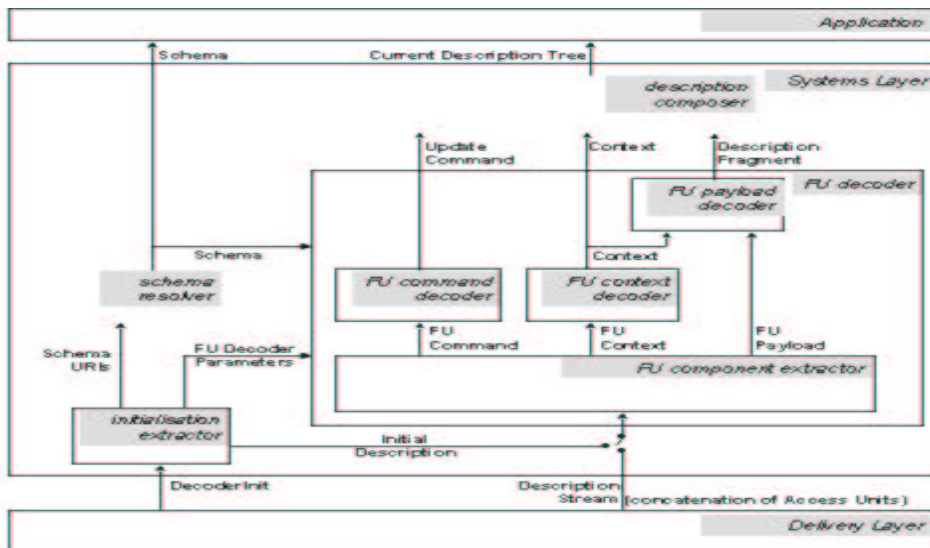 Application
Schema
Current Description Tree
Systems Layer
description
composer
Update
Command
Context
Description
Fragment
FU decoder
FU payload
decoder
Schema
Context
schema
resolver
FU command
decoder
FU context
decoder
Schema
URIs
FU Decoder
Parameters
FU
Command
FU
Context
FU
Payload
FU component extractor
initialisation
extractor
Initial
Description
DecoderInit
Description
Stream (concatenation of Access Units)
Delivery Layer